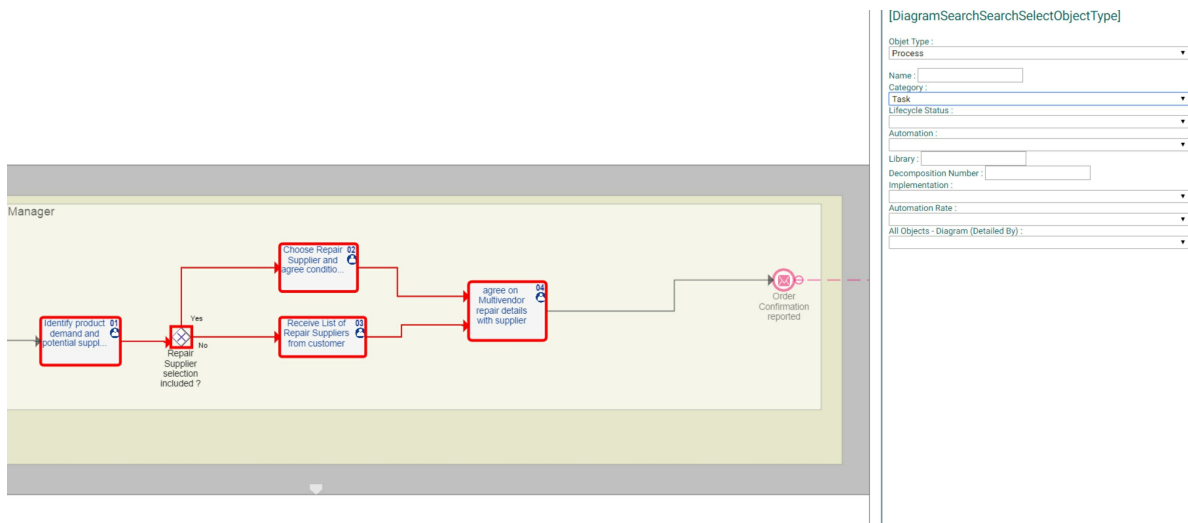 [DiagramSearchSearchSelectObjectType]
Objet Type :
Process
Name :
Category :
Task
Lifecycle Status :
Automation :
Library :
Decomposition Number :
Implementation :
Automation Rate :
All Objects - Diagram (Detailed By) :
Manager
Identify product 01
demand and
potential suppl...
Yes
No
Repair
Supplier
selection
included ?
Choose Repair 02
Supplier and
agree conditio...
Receive List of 03
Repair Suppliers
from customer
agree on 04
Multivendor
repair details
with supplier
Order
Confirmation
reported